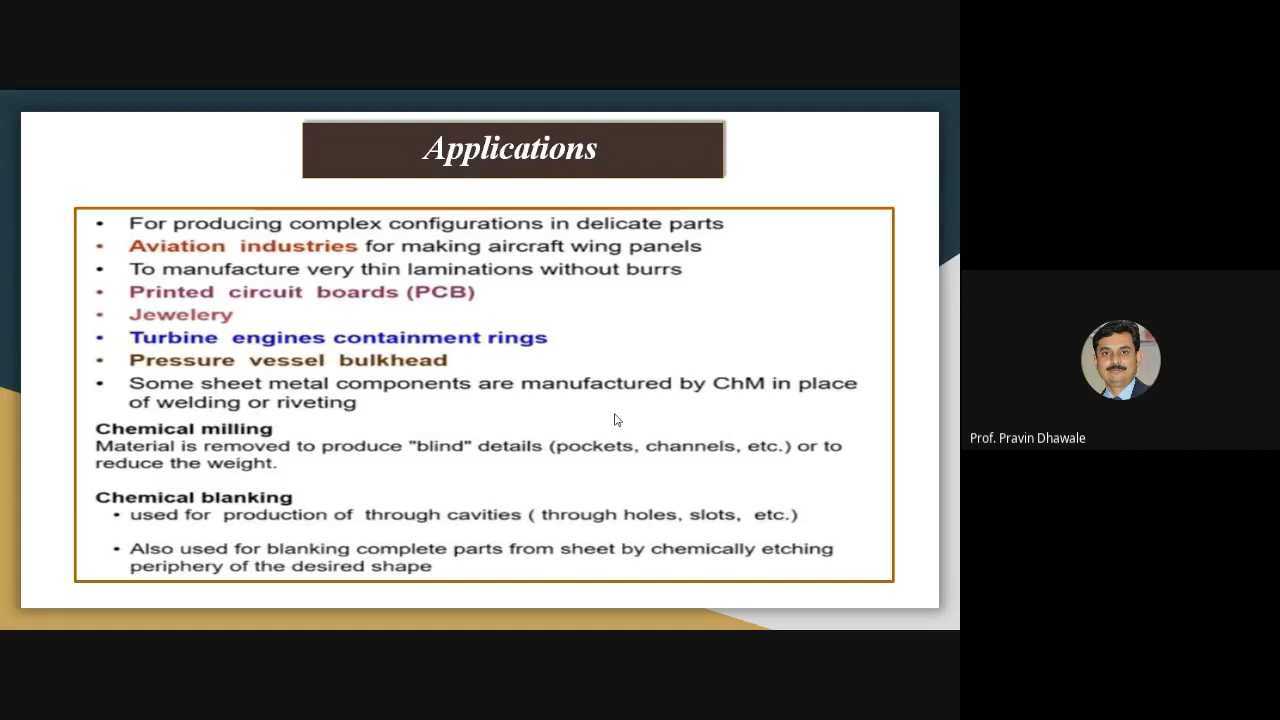 Applications
• For producing complex configurations in delicate parts
• Aviation industries for making aircraft wing panels
• To manufacture very thin laminations without burrs
• Printed circuit boards (PCB)
• Jewelery
• Turbine engines containment rings
• Pressure vessel bulkhead
• Some sheet metal components are manufactured by ChM in place
of welding or riveting
Chemical milling
Material is removed to produce "blind" details (pockets, channels, etc.) or to
reduce the weight.
Chemical blanking
• used for production of through cavities ( through holes, slots, etc.)
• Also used for blanking complete parts from sheet by chemically etching
periphery of the desired shape
Prof. Pravin Dhawale